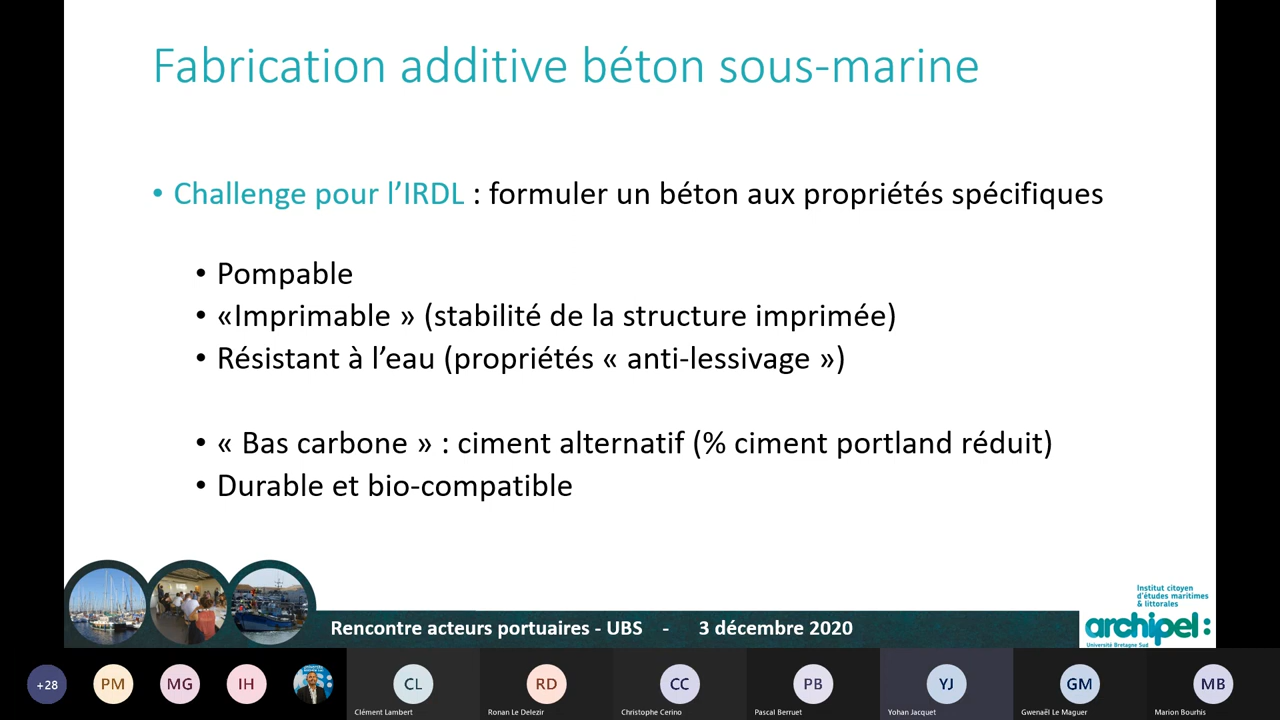 Fabrication additive béton sous-marine
• Challenge pour l’IRDL : formuler un béton aux propriétés spécifiques
• Pompable
• «Imprimable » (stabilité de la structure imprimée)
• Résistant à l’eau (propriétés « anti-lessivage »)
• « Bas carbone » : ciment alternatif (% ciment portland réduit)
• Durable et bio-compatible
Institut citoyen
d'études maritimes
& littorales
archipel:
Université Bretagne Sud
Rencontre acteurs portuaires - UBS - 3 décembre 2020
+28 PM MG IH CL RD CC PB YJ GM MB
Clément Lambert Ronan Le Delezir Christophe Cerino Pascal Berruet Yohan Jacquet Gwenaël Le Maguer Marion Bourhis